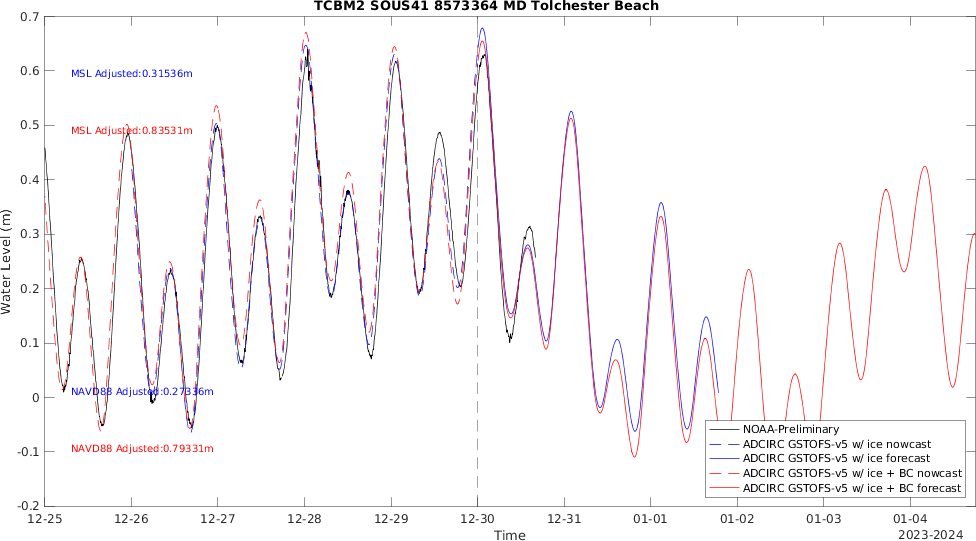 TCBM2 SOUS41 8573364 MD Tolchester Beach
0.7
0.6
0.5
0.4
0.3
0.2
0.1
0
-0.1
-0.2
Water Level (m)
MSL Adjusted:0.31536m
MSL Adjusted:0.83531m
NAVD88 Adjusted:0.27336m
NAVD88 Adjusted:0.79331m
NOAA-Preliminary
ADCIRC GSTOFS-v5 w/ ice nowcast
ADCIRC GSTOFS-v5 w/ ice forecast
ADCIRC GSTOFS-v5 w/ ice + BC nowcast
ADCIRC GSTOFS-v5 w/ ice + BC forecast
12-25 12-26 12-27 12-28 12-29 12-30 12-31 01-01 01-02 01-03 01-04
Time
2023-2024